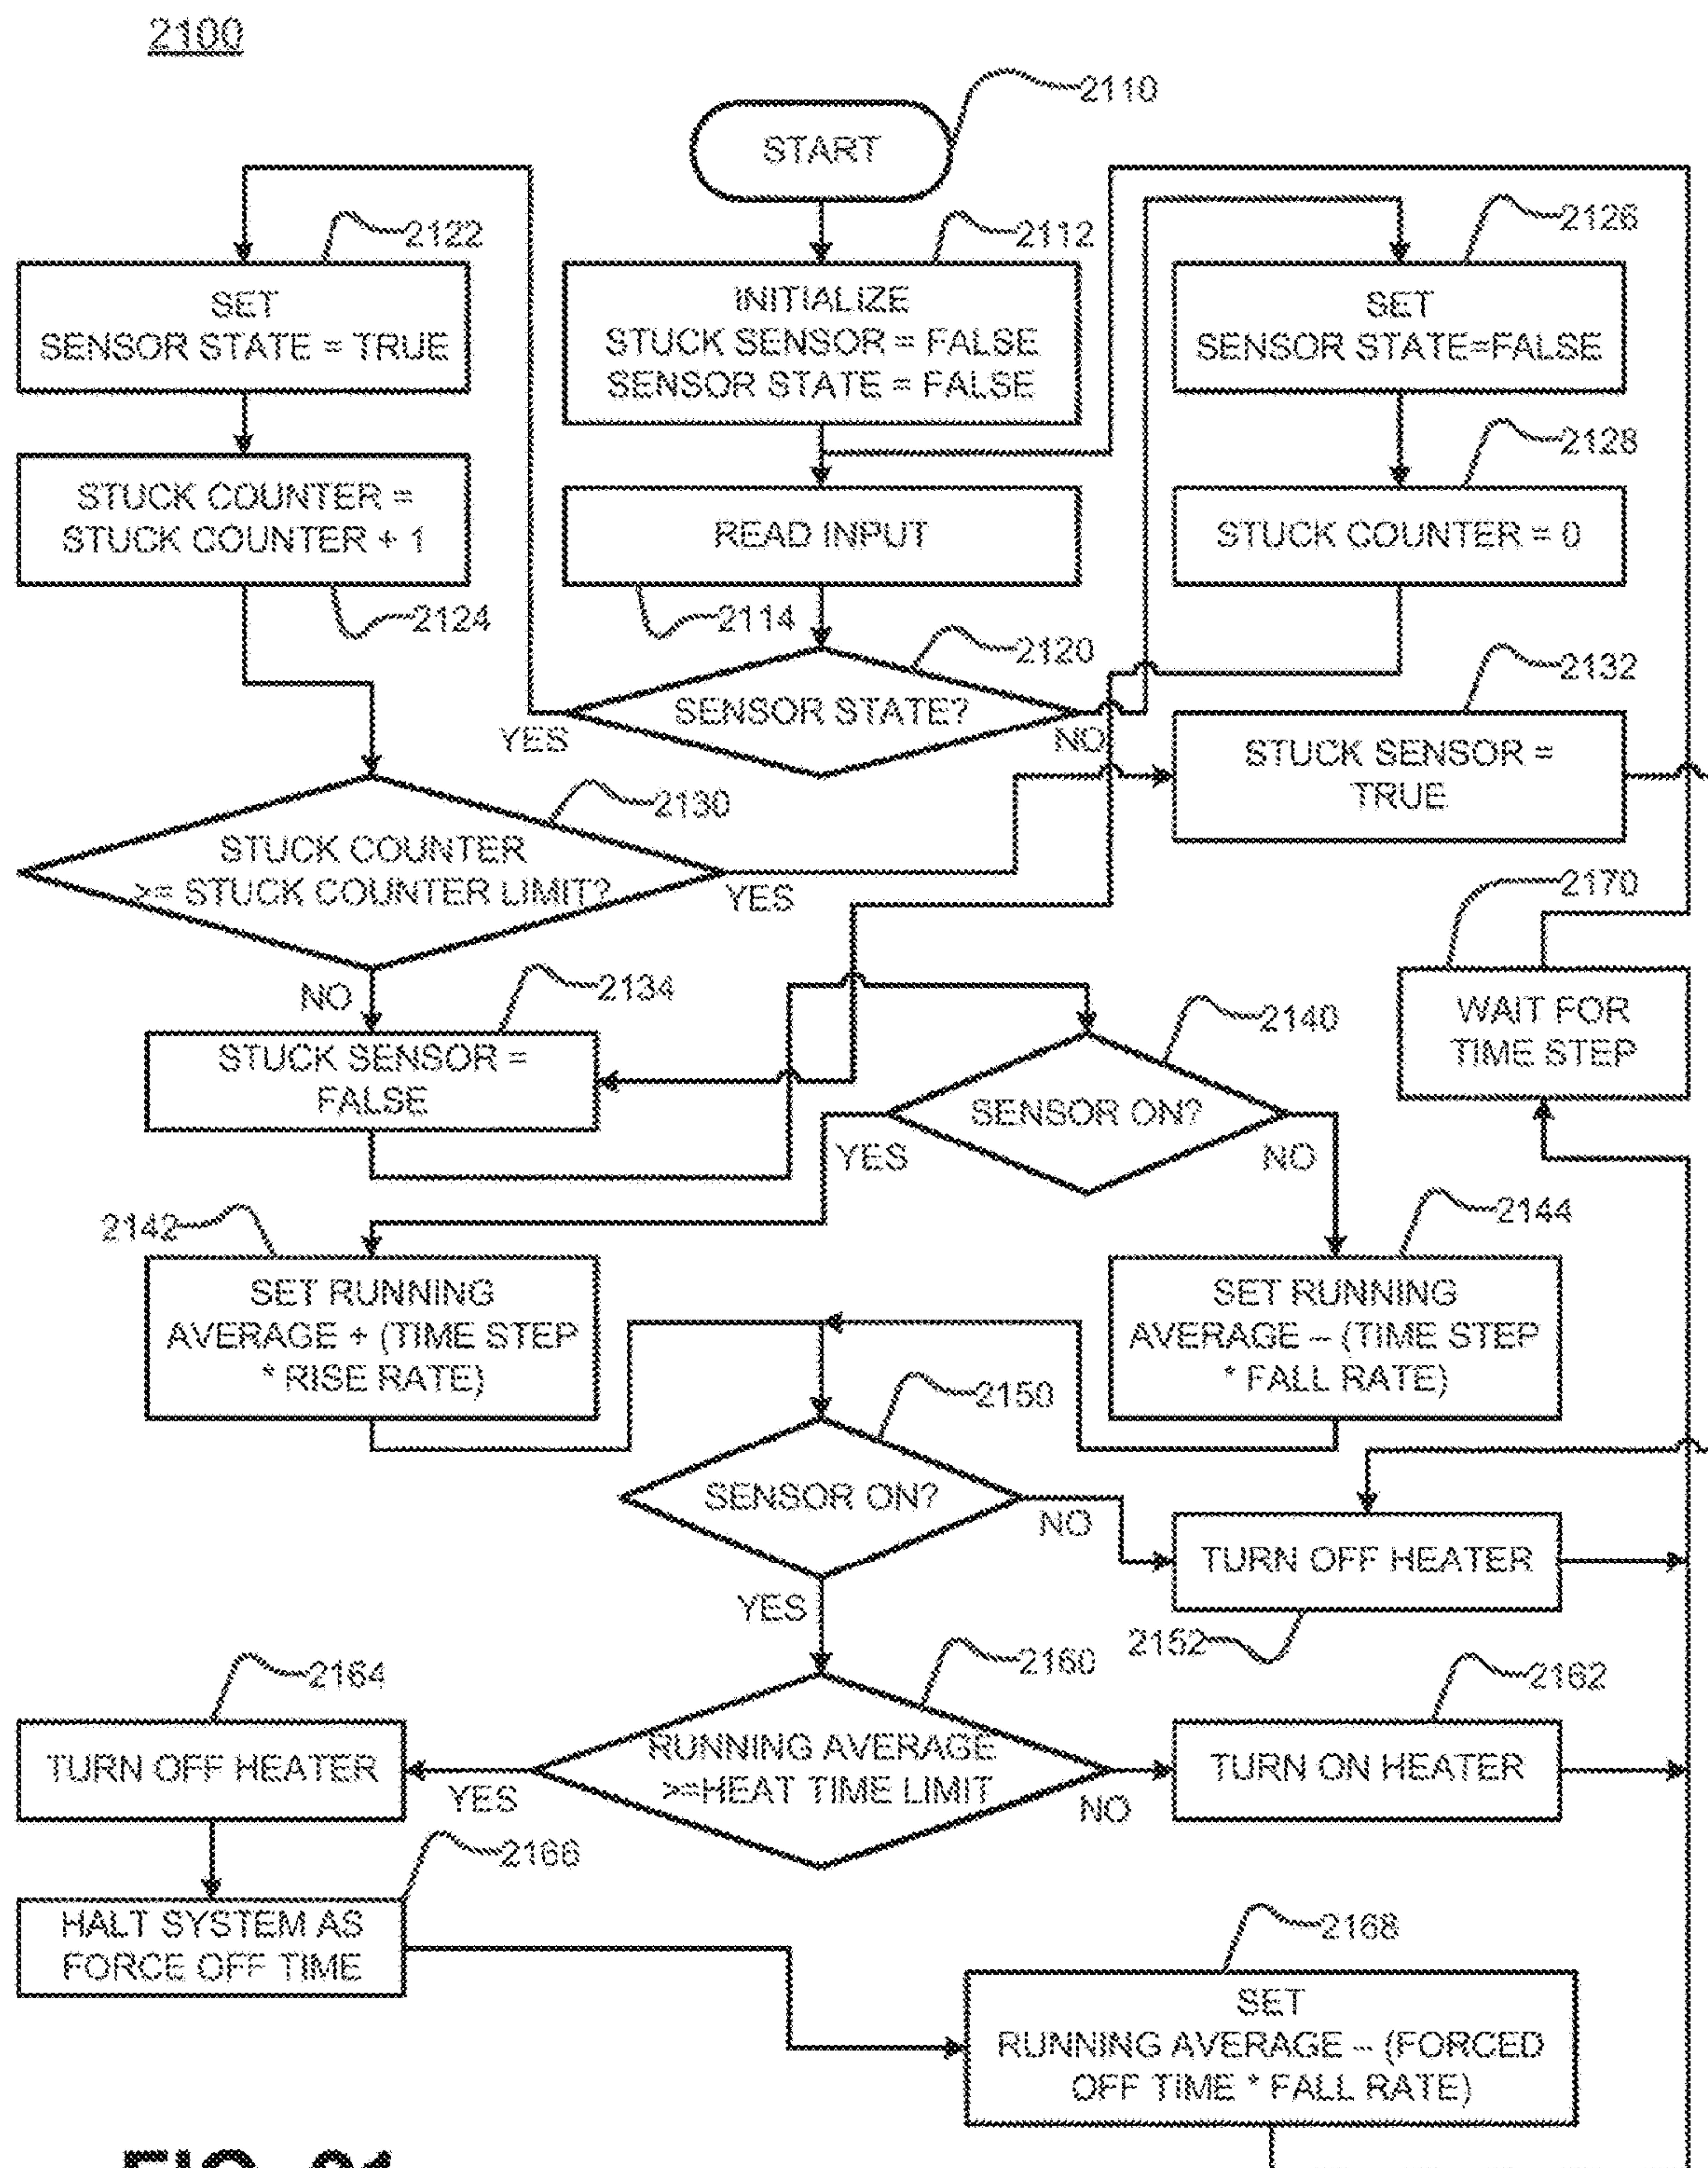 2100
2110
START
2122
2112
2126
SET
SENSOR STATE = TRUE
INITIALIZE
STUCK SENSOR = FALSE
SENSOR STATE = FALSE
SET
SENSOR STATE=FALSE
2128
STUCK COUNTER =
STUCK COUNTER + 1
READ INPUT
STUCK COUNTER = 0
2124
2114
2120
2132
SENSOR STATE?
YES
NO
STUCK SENSOR =
TRUE
2130
STUCK COUNTER
>= STUCK COUNTER LIMIT?
YES
2170
NO
2134
2140
WAIT FOR
TIME STEP
STUCK SENSOR =
FALSE
SENSOR ON?
YES
NO
2142
2144
SET RUNNING
AVERAGE + (TIME STEP
* RISE RATE)
SET RUNNING
AVERAGE – (TIME STEP
* FALL RATE)
2150
SENSOR ON?
NO
TURN OFF HEATER
YES
2152
2160
2164
2162
TURN OFF HEATER
RUNNING AVERAGE
>=HEAT TIME LIMIT
TURN ON HEATER
YES
NO
2166
HALT SYSTEM AS
FORCE OFF TIME
2168
SET
RUNNING AVERAGE – (FORCED
OFF TIME * FALL RATE)
FIG. 21